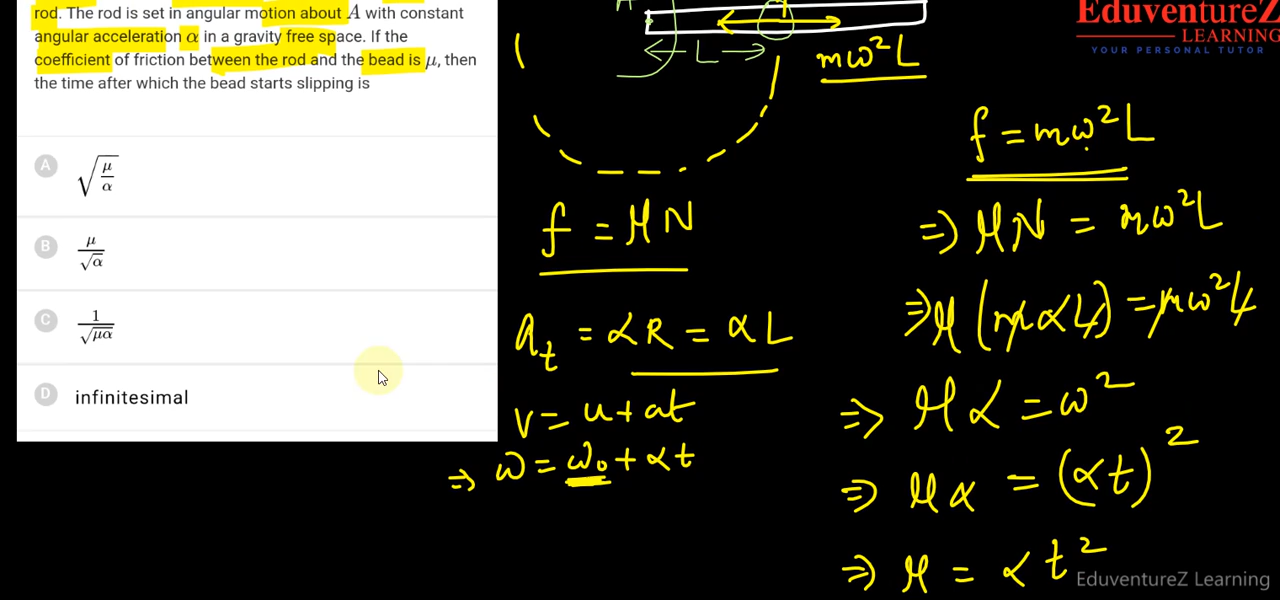 rod. The rod is set in angular motion about A with constant
angular acceleration α in a gravity free space. If the
coefficient of friction between the rod and the bead is μ, then
the time after which the bead starts slipping is
A √(μ/α)
B μ/√α
C 1/√(μα)
D infinitesimal
L
mω²L
EduventureZ
LEARNING
YOUR PERSONAL TUTOR
f = μN
a_t = αR = αL
v = u + at
⇒ ω = ω₀ + αt
f = mω²L
⇒ μN = mω²L
⇒ μ(mαL) = mω²L
⇒ μα = ω²
⇒ μα = (αt)²
⇒ μ = αt²
EduventureZ Learning